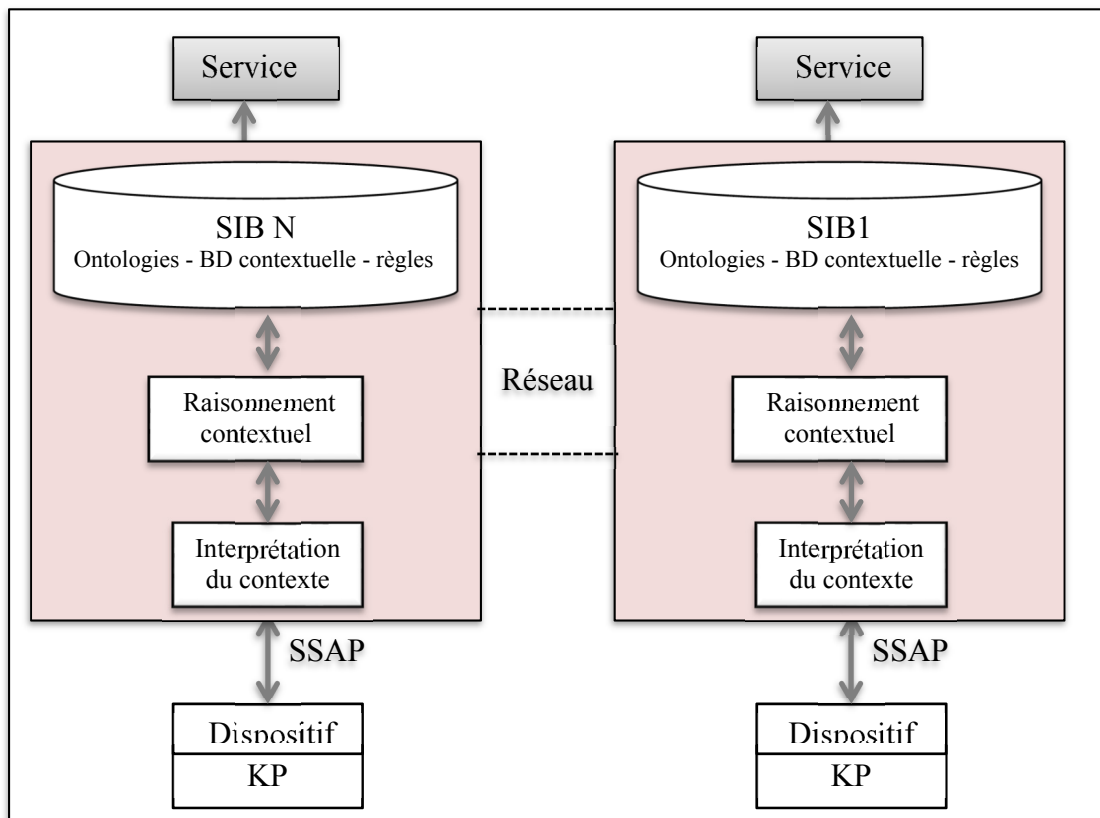 Service
SIB N
Ontologies - BD contextuelle - règles
Raisonnement
contextuel
Interprétation
du contexte
SSAP
Dispositif
KP
Réseau
Service
SIB1
Ontologies - BD contextuelle - règles
Raisonnement
contextuel
Interprétation
du contexte
SSAP
Dispositif
KP